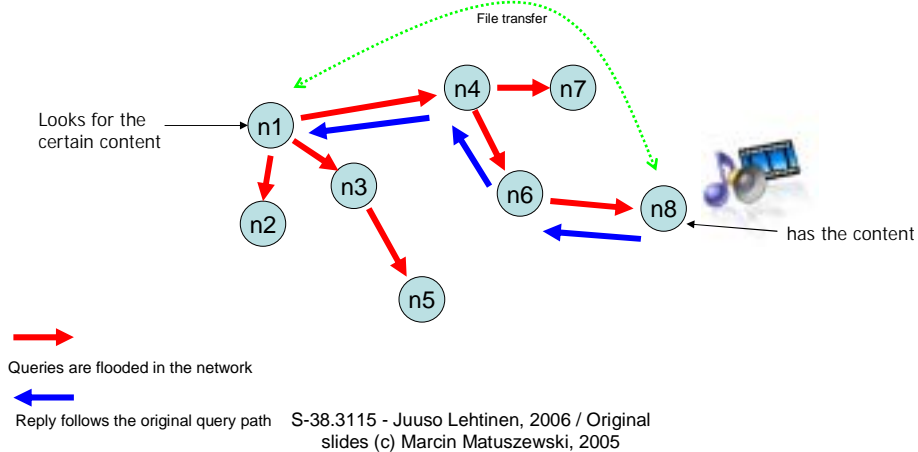 File transfer
n4
n7
Looks for the
certain content
n1
n3
n6
n8
n2
has the content
n5
Queries are flooded in the network
Reply follows the original query path
S-38.3115 - Juuso Lehtinen, 2006 / Original
slides (c) Marcin Matuszewski, 2005